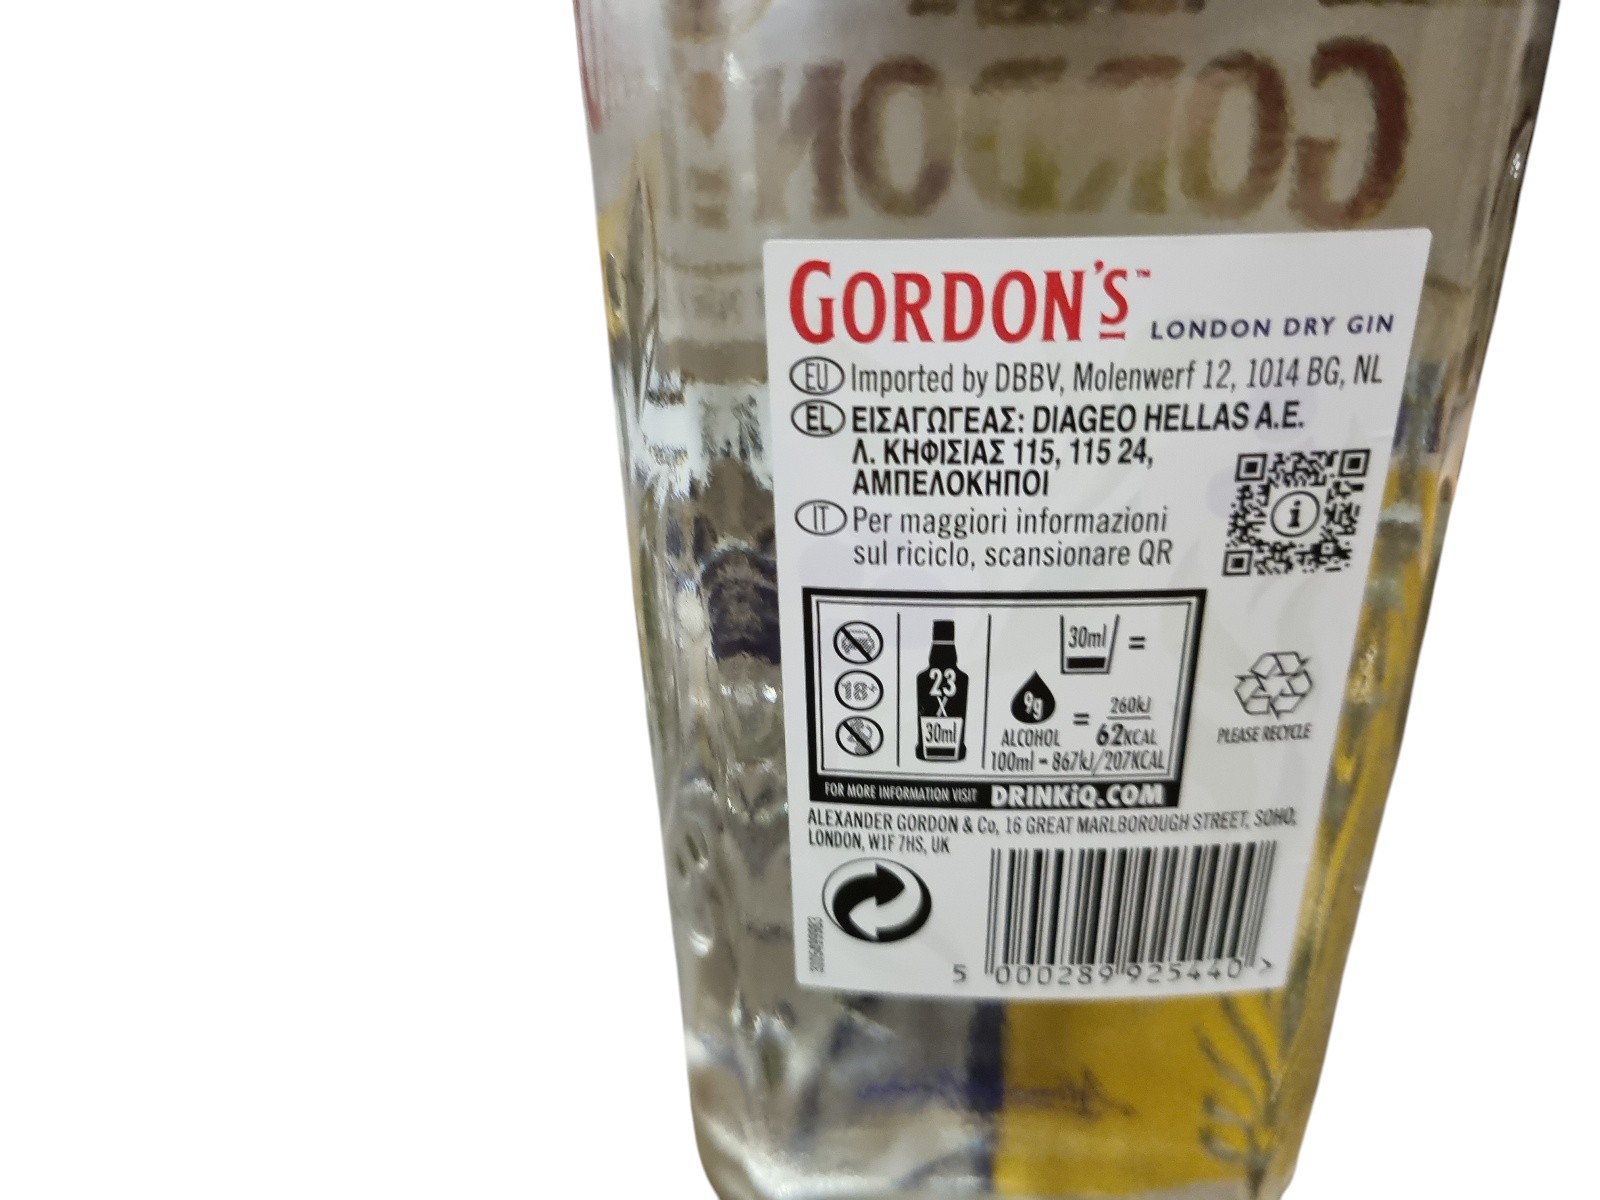 GORDON'S™ LONDON DRY GIN
EU Imported by DBBV, Molenwerf 12, 1014 BG, NL
EL ΕΙΣΑΓΩΓΕΑΣ: DIAGEO HELLAS A.E.
Λ. ΚΗΦΙΣΙΑΣ 115, 115 24,
ΑΜΠΕΛΟΚΗΠΟΙ
IT Per maggiori informazioni
sul riciclo, scansionare QR
i
30ml =
18+
23
X
30ml
9g
ALCOHOL
= 260kJ
62KCAL
100ml - 867kJ/207KCAL
PLEASE RECYCLE
FOR MORE INFORMATION VISIT DRINKiQ.COM
ALEXANDER GORDON & Co, 16 GREAT MARLBOROUGH STREET, SOHO,
LONDON, W1F 7HS, UK
5 000289 925440 >
GORDON